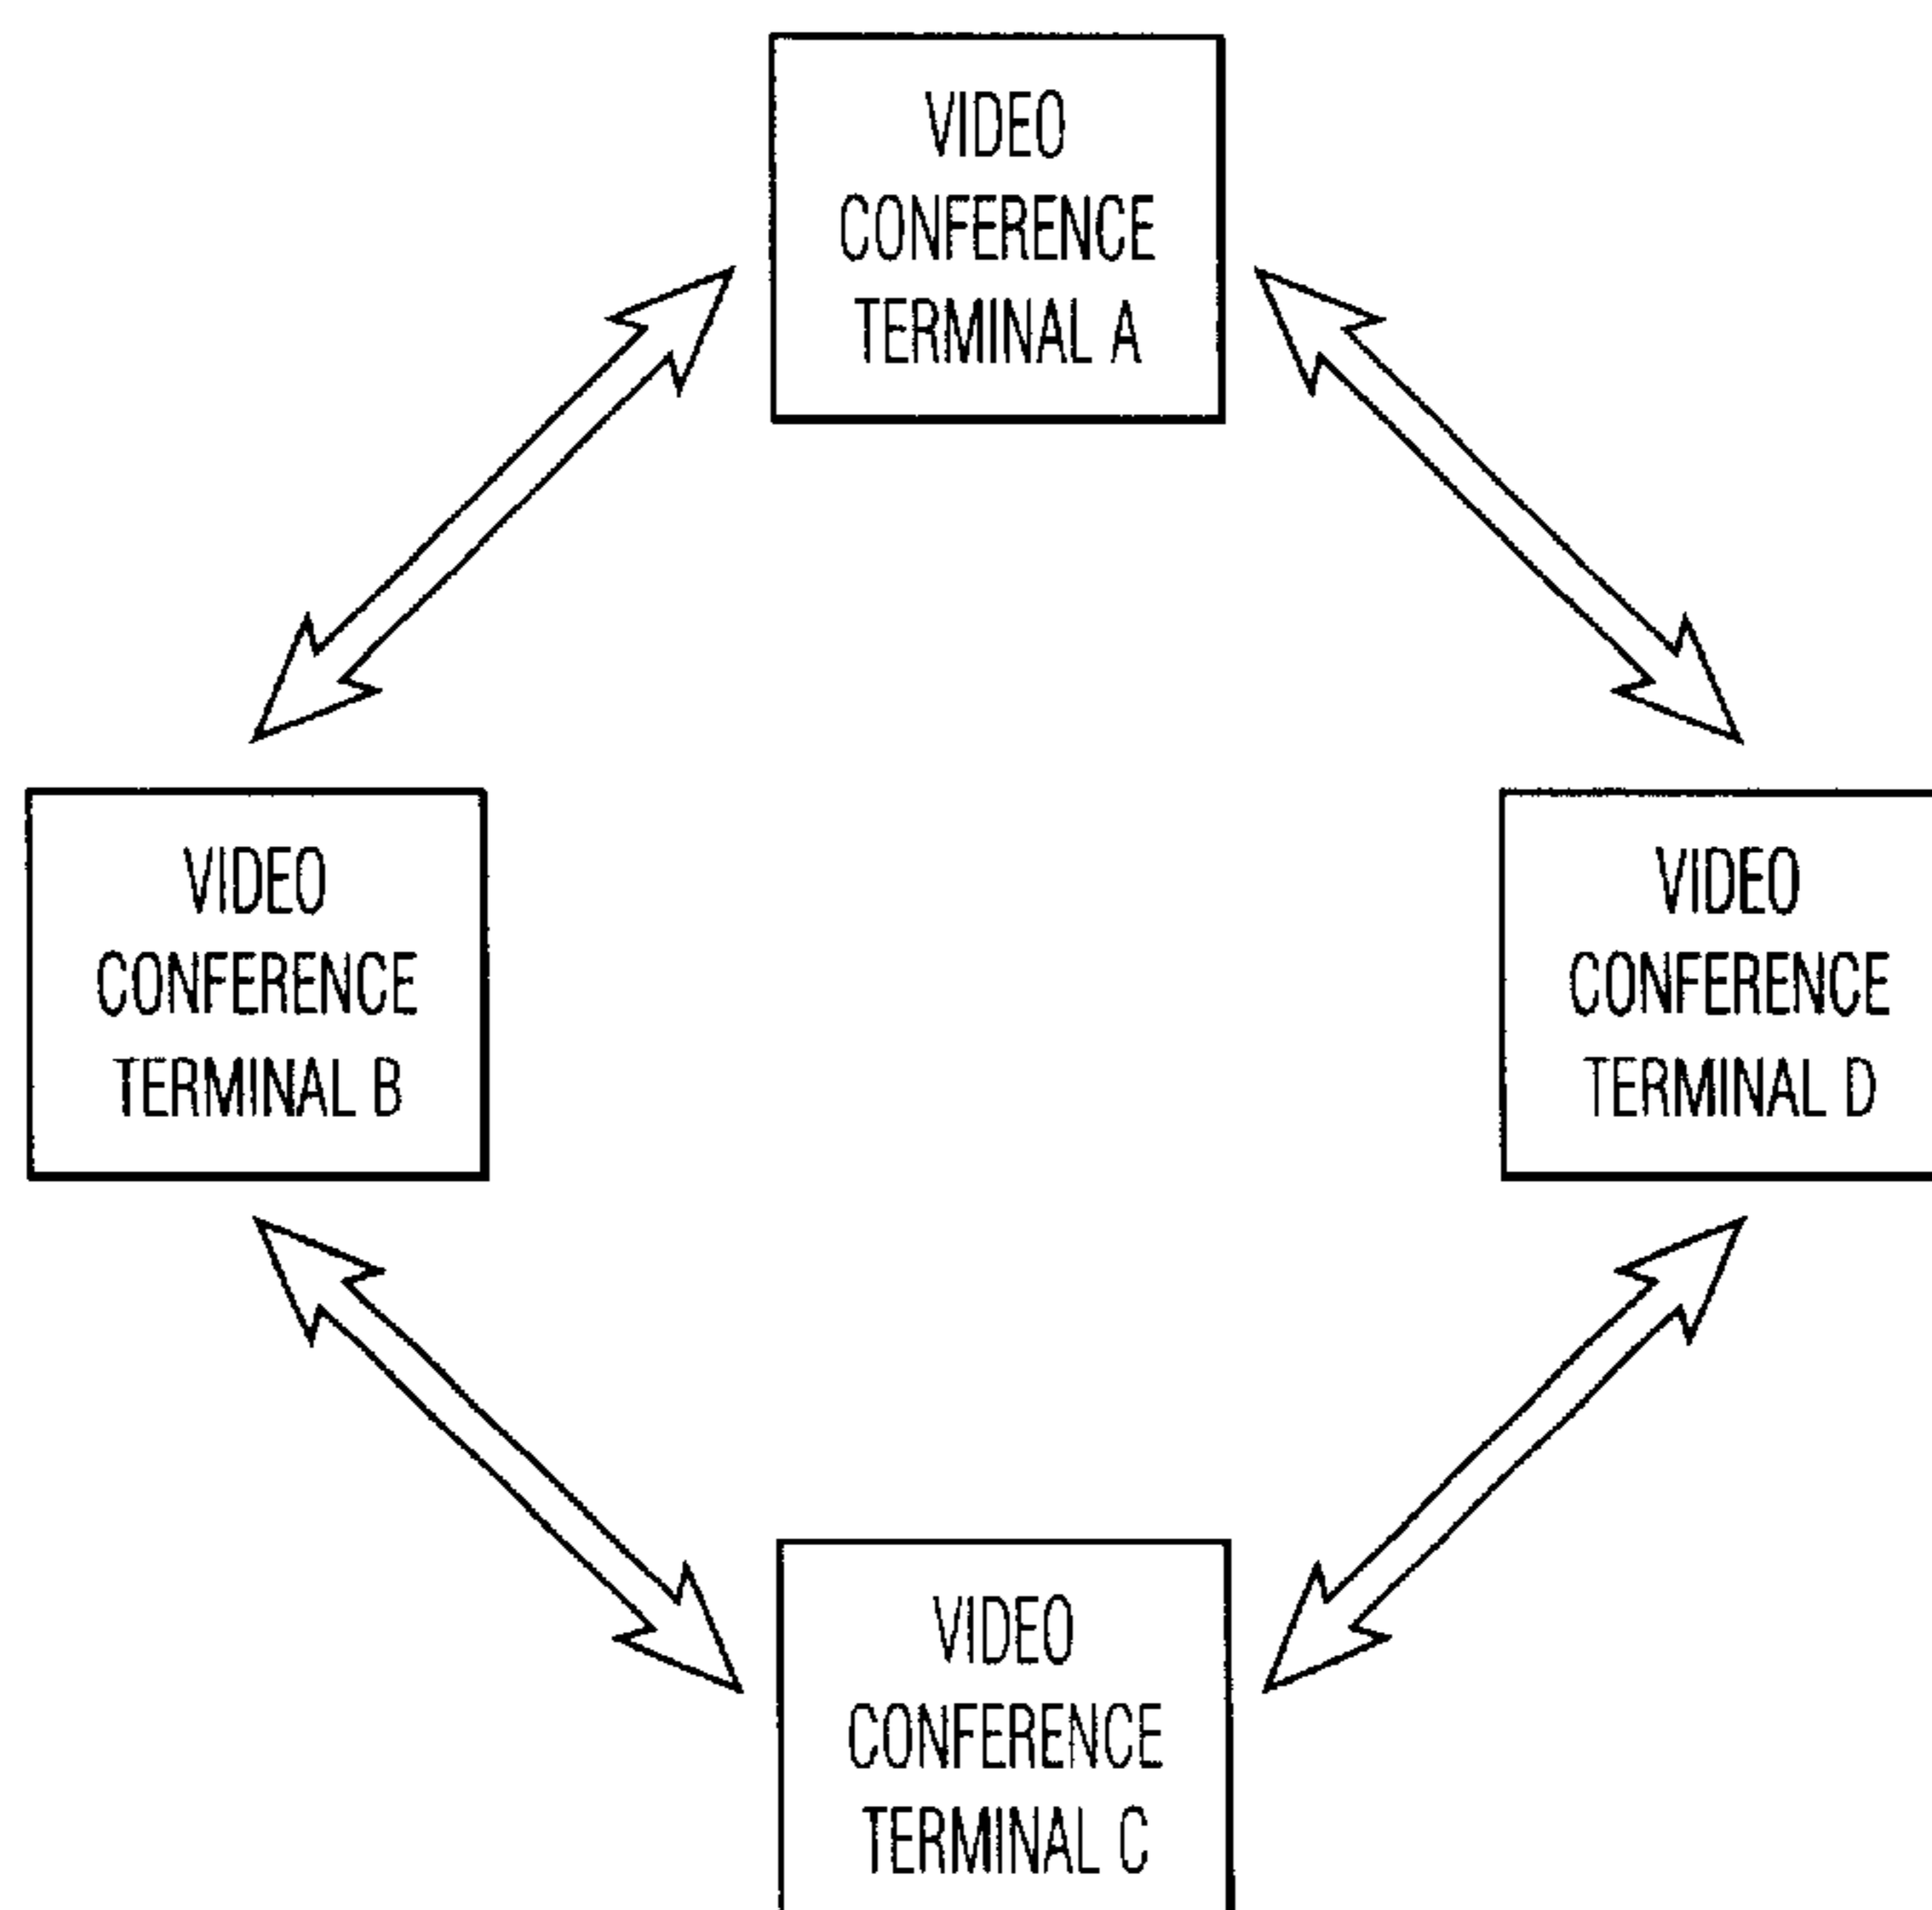 VIDEO
CONFERENCE
TERMINAL A
VIDEO
CONFERENCE
TERMINAL B
VIDEO
CONFERENCE
TERMINAL D
VIDEO
CONFERENCE
TERMINAL C